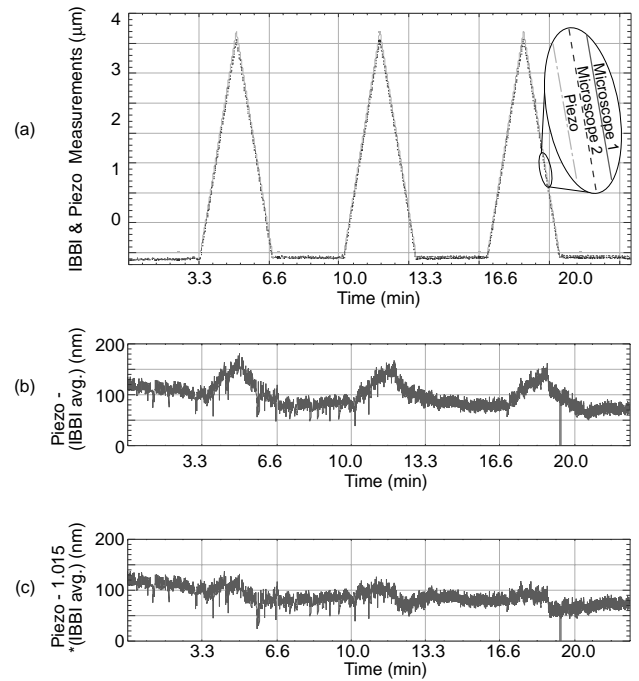 (a)
IBBI & Piezo Measurements (μm)
4
3
2
1
0
Microscope 1
Microscope 2
Piezo
3.3 6.6 10.0 13.3 16.6 20.0
Time (min)
(b)
Piezo -
(IBBI avg.) (nm)
200
100
0
3.3 6.6 10.0 13.3 16.6 20.0
Time (min)
(c)
Piezo - 1.015
*(IBBI avg.) (nm)
200
100
0
3.3 6.6 10.0 13.3 16.6 20.0
Time (min)